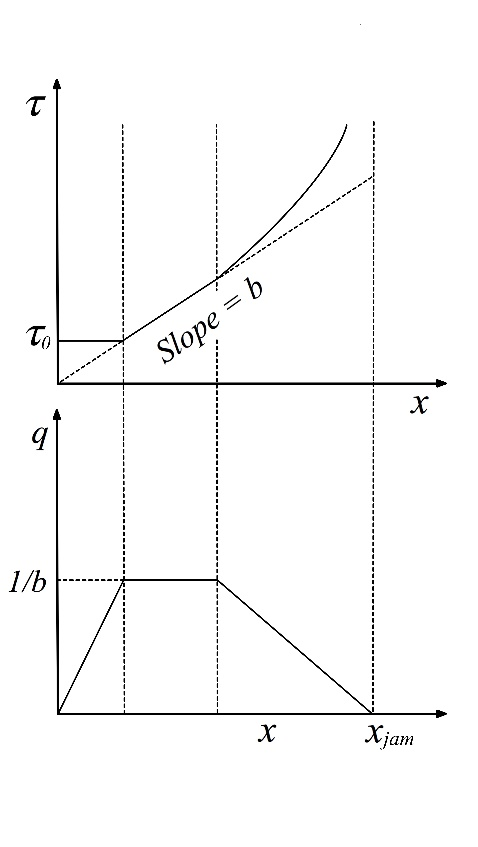 τ
τ0
Slope = b
x
q
1/b
x
xjam